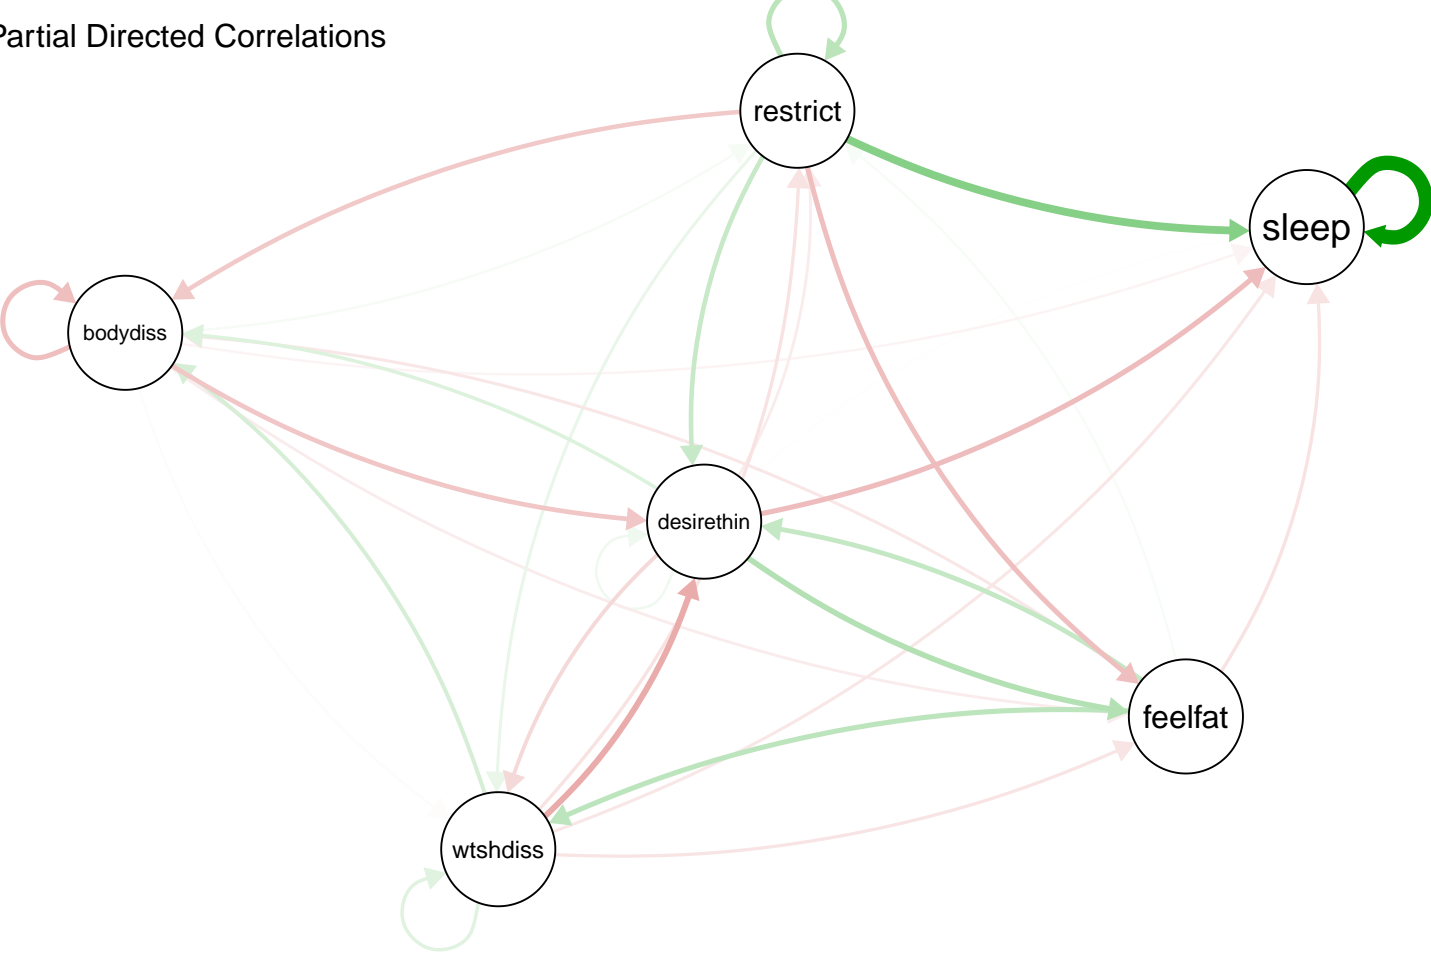 Partial Directed Correlations
restrict
sleep
bodydiss
desirethin
feelfat
wtshdiss